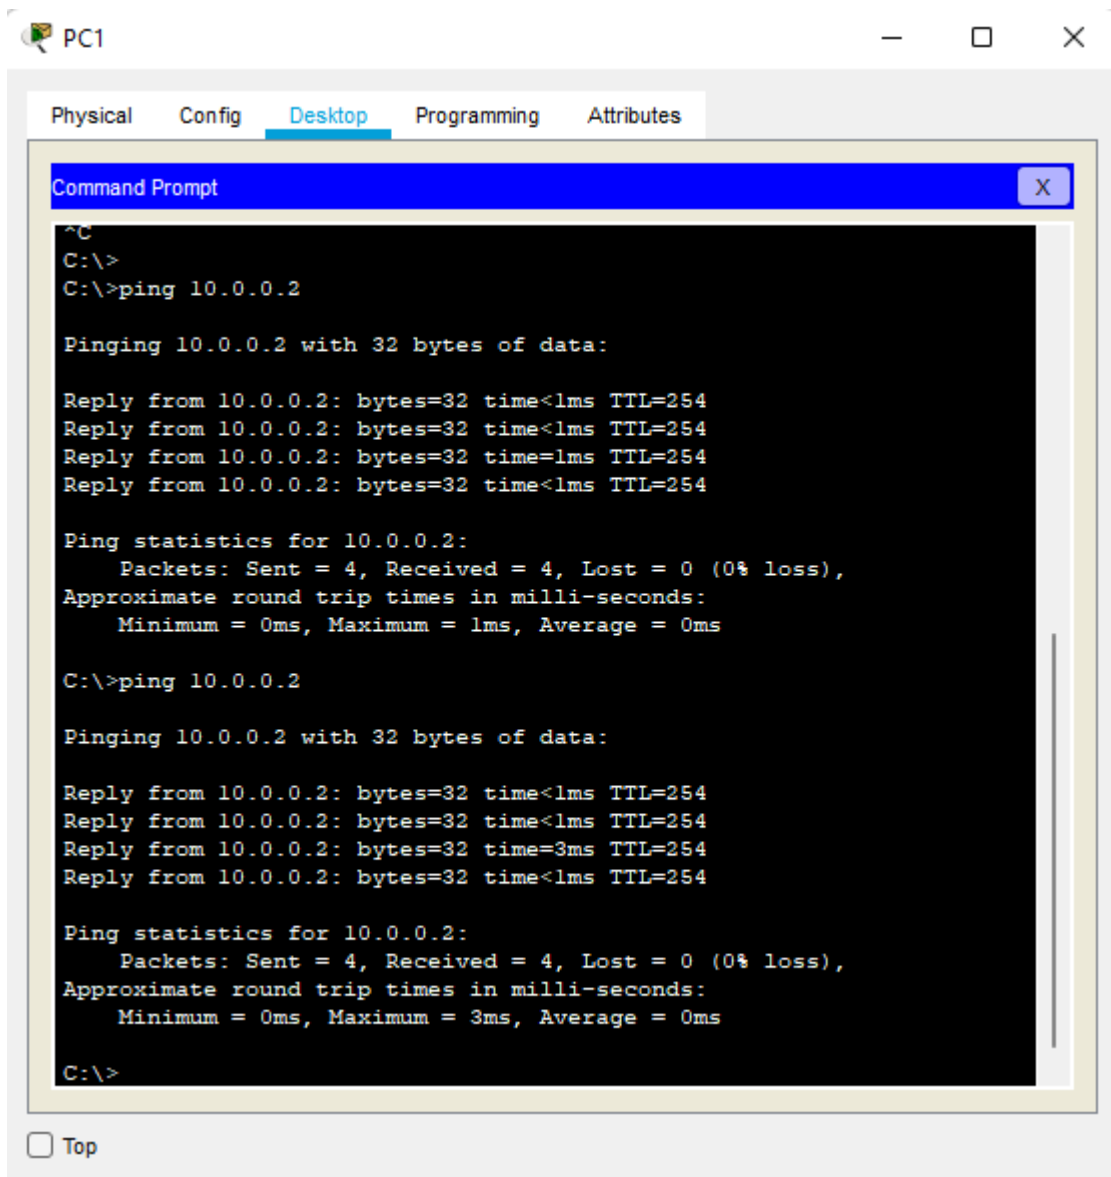 PC1
Physical Config Desktop Programming Attributes
Command Prompt X
^C
C:\>
C:\>ping 10.0.0.2
Pinging 10.0.0.2 with 32 bytes of data:
Reply from 10.0.0.2: bytes=32 time<1ms TTL=254
Reply from 10.0.0.2: bytes=32 time<1ms TTL=254
Reply from 10.0.0.2: bytes=32 time=1ms TTL=254
Reply from 10.0.0.2: bytes=32 time<1ms TTL=254
Ping statistics for 10.0.0.2:
Packets: Sent = 4, Received = 4, Lost = 0 (0% loss),
Approximate round trip times in milli-seconds:
Minimum = 0ms, Maximum = 1ms, Average = 0ms
C:\>ping 10.0.0.2
Pinging 10.0.0.2 with 32 bytes of data:
Reply from 10.0.0.2: bytes=32 time<1ms TTL=254
Reply from 10.0.0.2: bytes=32 time<1ms TTL=254
Reply from 10.0.0.2: bytes=32 time=3ms TTL=254
Reply from 10.0.0.2: bytes=32 time<1ms TTL=254
Ping statistics for 10.0.0.2:
Packets: Sent = 4, Received = 4, Lost = 0 (0% loss),
Approximate round trip times in milli-seconds:
Minimum = 0ms, Maximum = 3ms, Average = 0ms
C:\>
Top